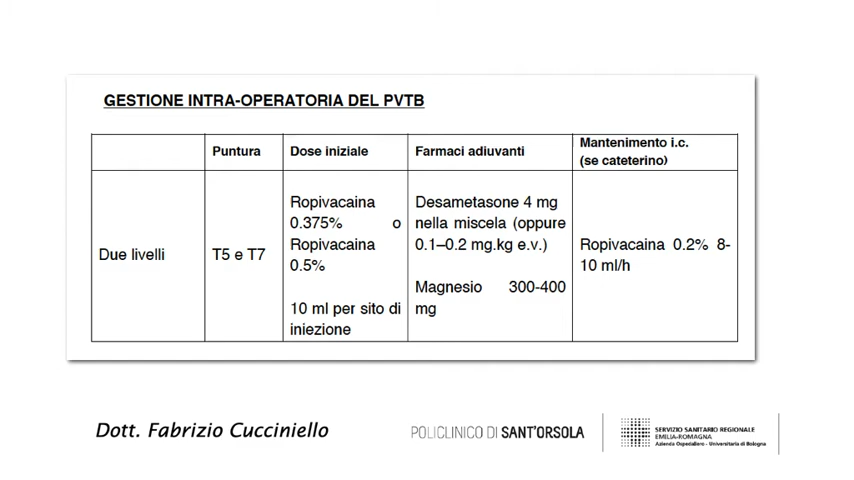 GESTIONE INTRA-OPERATORIA DEL PVTB
Puntura
Dose iniziale
Farmaci adiuvanti
Mantenimento i.c.
(se cateterino)
Due livelli
T5 e T7
Ropivacaina
0.375% o
Ropivacaina
0.5%
10 ml per sito di
iniezione
Desametasone 4 mg
nella miscela (oppure
0.1–0.2 mg.kg e.v.)
Magnesio 300-400
mg
Ropivacaina 0.2% 8-
10 ml/h
Dott. Fabrizio Cucciniello
POLICLINICO DI SANT'ORSOLA
SERVIZIO SANITARIO REGIONALE
EMILIA-ROMAGNA
Azienda Ospedaliero - Universitaria di Bologna